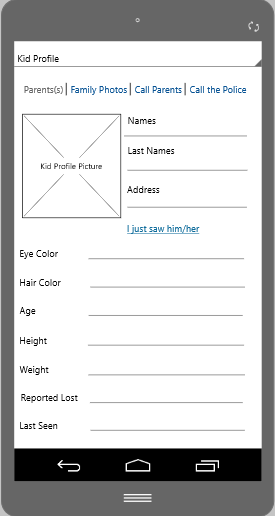 Kid Profile
Parents(s) | Family Photos | Call Parents | Call the Police
Names
Last Names
Kid Profile Picture
Address
I just saw him/her
Eye Color
Hair Color
Age
Height
Weight
Reported Lost
Last Seen